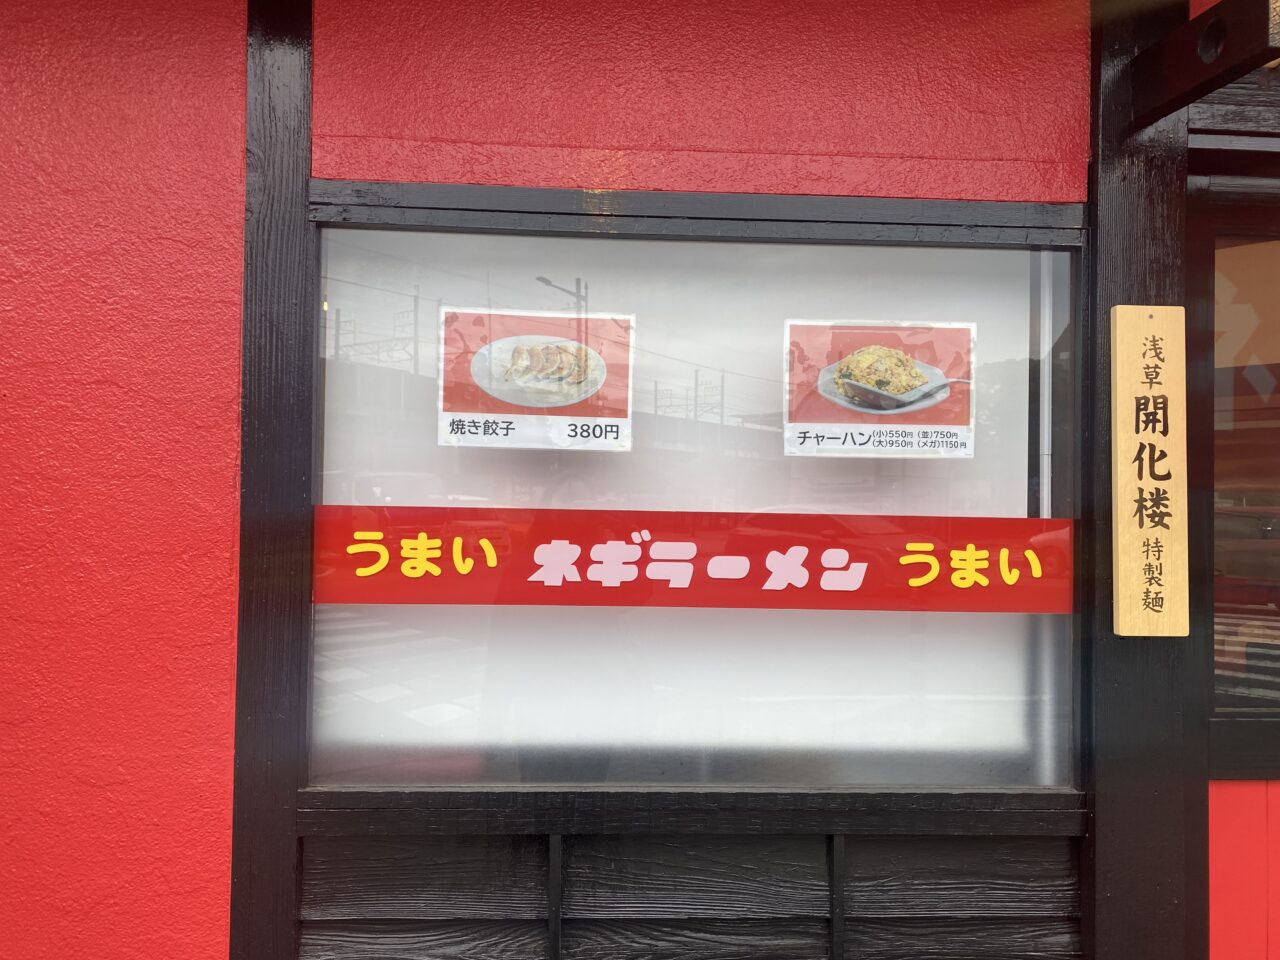 焼き餃子 380円
チャーハン (小)550円 (並)750円
(大)950円 (メガ)1150円
うまい ネギラーメン うまい
浅草 開化楼 特製麺